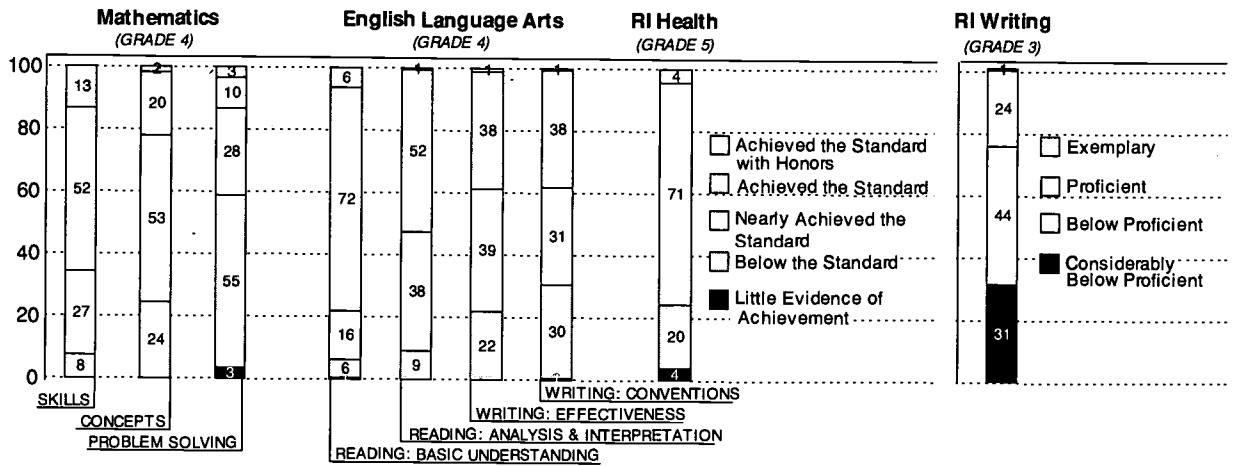 Mathematics
(GRADE 4)
English Language Arts
(GRADE 4)
RI Health
(GRADE 5)
RI Writing
(GRADE 3)
100
80
60
40
20
0
13
52
27
8
2
20
53
24
3
10
28
55
3
6
72
16
6
1
52
38
9
1
38
39
22
1
38
31
30
4
71
20
4
Achieved the Standard
with Honors
Achieved the Standard
Nearly Achieved the
Standard
Below the Standard
Little Evidence of
Achievement
1
24
44
31
Exemplary
Proficient
Below Proficient
Considerably
Below Proficient
SKILLS
CONCEPTS
PROBLEM SOLVING
WRITING: CONVENTIONS
WRITING: EFFECTIVENESS
READING: ANALYSIS & INTERPRETATION
READING: BASIC UNDERSTANDING